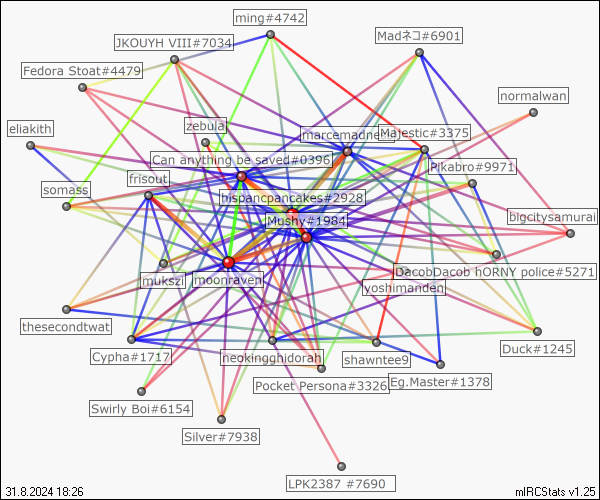 ming#4742
Madネコ#6901
JKOUYH VIII#7034
Fedora Stoat#4479
normalwan
zebula
eliakith
marcemadne
Majestic#3375
Can anything be saved#0396
Pikabro#9971
frisout
somass
hispancpancakes#2928
Mushy#1984
bigcitysamurai
mukszi
moonraven
DacobDacob hORNY police#5271
yoshimanden
thesecondtwat
Cypha#1717
neokingghidorah
shawntee9
Duck#1245
Pocket Persona#3326
Eg.Master#1378
Swirly Boi#6154
Silver#7938
LPK2387 #7690
31.8.2024 18:26
mIRCStats v1.25